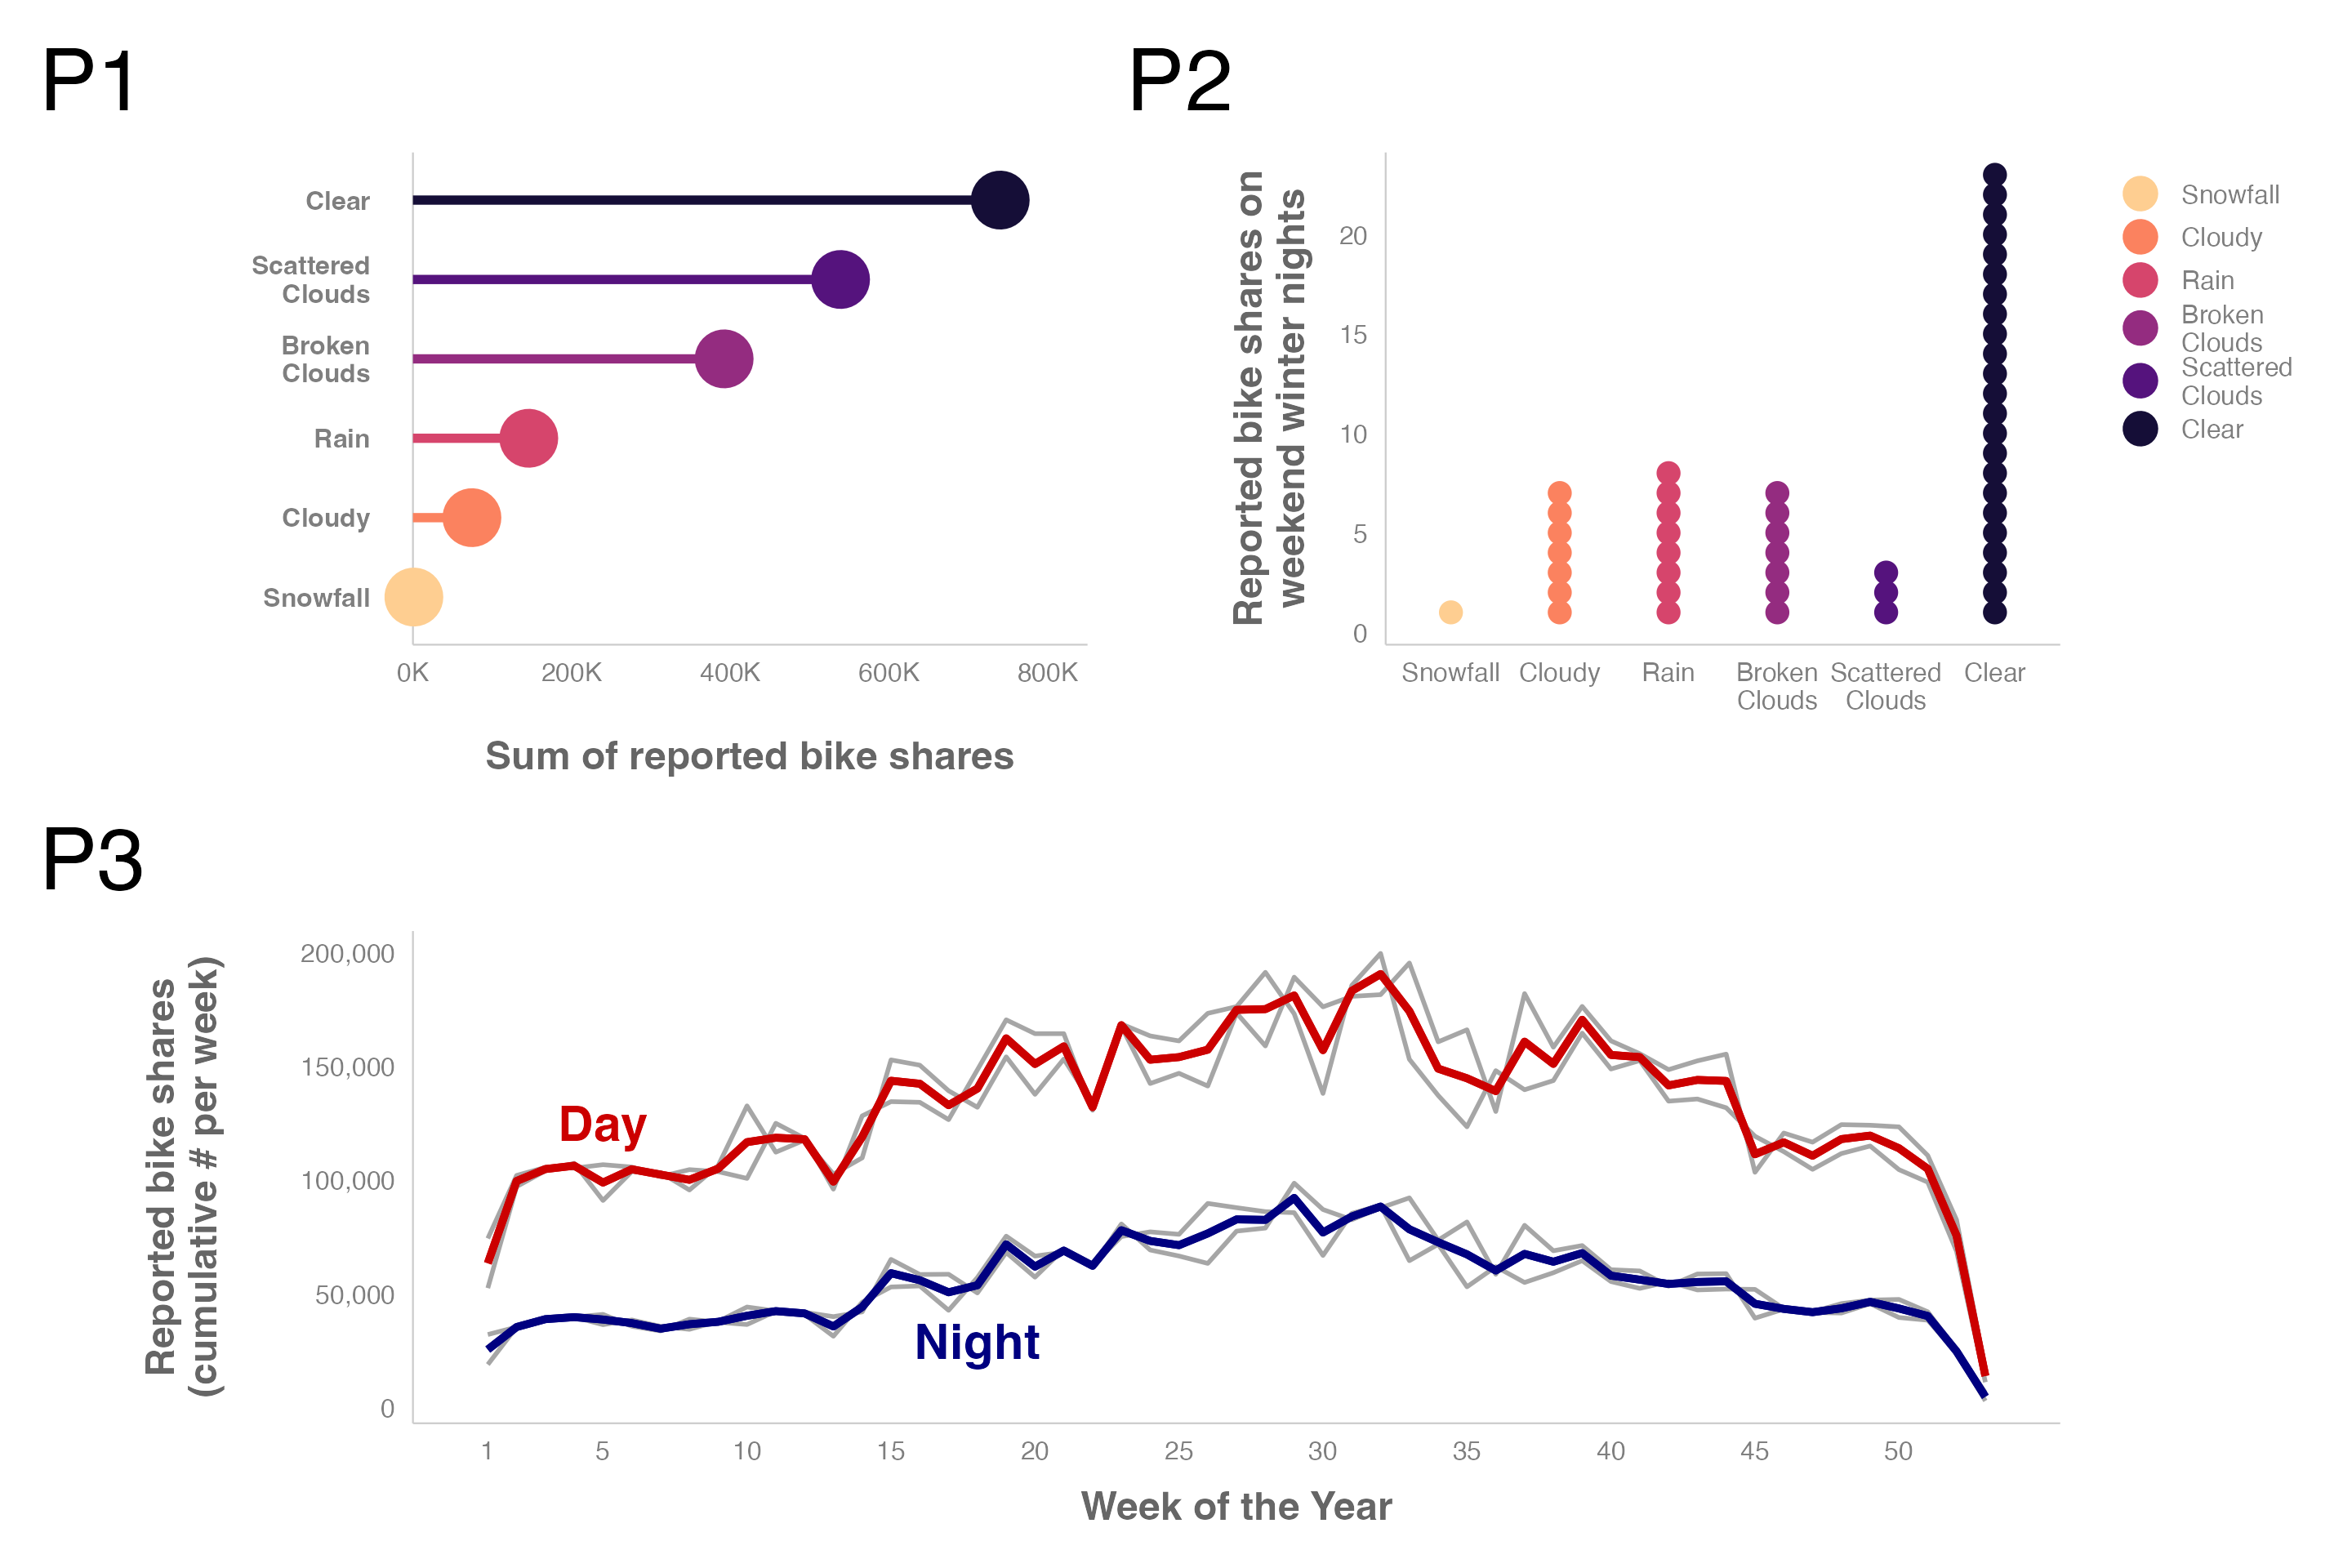 P1
Clear
Scattered
Clouds
Broken
Clouds
Rain
Cloudy
Snowfall
0K 200K 400K 600K 800K
Sum of reported bike shares
P2
Reported bike shares on
weekend winter nights
20
15
10
5
0
Snowfall Cloudy Rain Broken Clouds Scattered Clouds Clear
Snowfall
Cloudy
Rain
Broken
Clouds
Scattered
Clouds
Clear
P3
Reported bike shares
(cumulative # per week)
200,000
150,000
100,000
50,000
0
Day
Night
1 5 10 15 20 25 30 35 40 45 50
Week of the Year